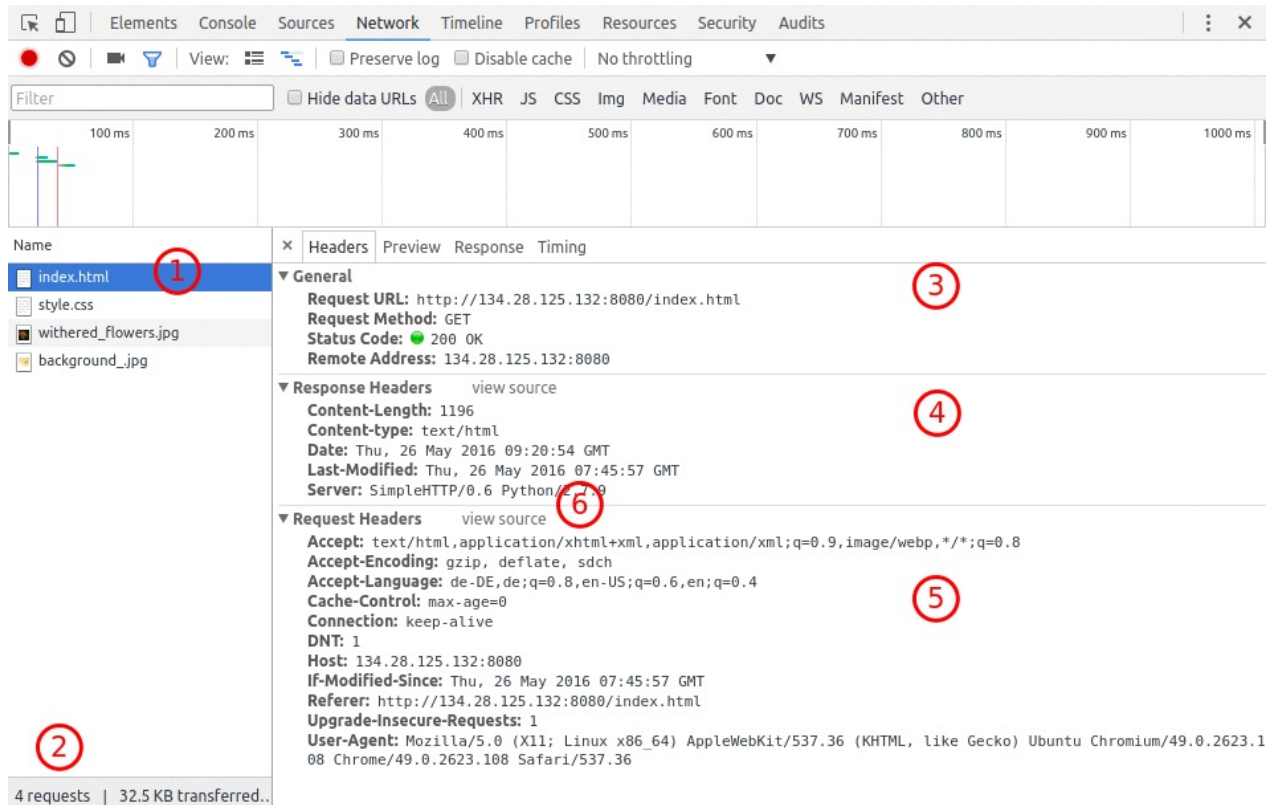 Elements Console Sources Network Timeline Profiles Resources Security Audits
View: Preserve log Disable cache No throttling
Filter Hide data URLs All XHR JS CSS Img Media Font Doc WS Manifest Other
100 ms 200 ms 300 ms 400 ms 500 ms 600 ms 700 ms 800 ms 900 ms 1000 ms
Name
index.html 1
style.css
withered_flowers.jpg
background_.jpg
2
4 requests | 32.5 KB transferred..
× Headers Preview Response Timing
General
3
Request URL: http://134.28.125.132:8080/index.html
Request Method: GET
Status Code: 200 OK
Remote Address: 134.28.125.132:8080
Response Headers view source
4
Content-Length: 1196
Content-type: text/html
Date: Thu, 26 May 2016 09:20:54 GMT
Last-Modified: Thu, 26 May 2016 07:45:57 GMT
Server: SimpleHTTP/0.6 Python/2.7.9
6
Request Headers view source
Accept: text/html,application/xhtml+xml,application/xml;q=0.9,image/webp,*/*;q=0.8
Accept-Encoding: gzip, deflate, sdch
Accept-Language: de-DE,de;q=0.8,en-US;q=0.6,en;q=0.4
5
Cache-Control: max-age=0
Connection: keep-alive
DNT: 1
Host: 134.28.125.132:8080
If-Modified-Since: Thu, 26 May 2016 07:45:57 GMT
Referer: http://134.28.125.132:8080/index.html
Upgrade-Insecure-Requests: 1
User-Agent: Mozilla/5.0 (X11; Linux x86_64) AppleWebKit/537.36 (KHTML, like Gecko) Ubuntu Chromium/49.0.2623.1
08 Chrome/49.0.2623.108 Safari/537.36